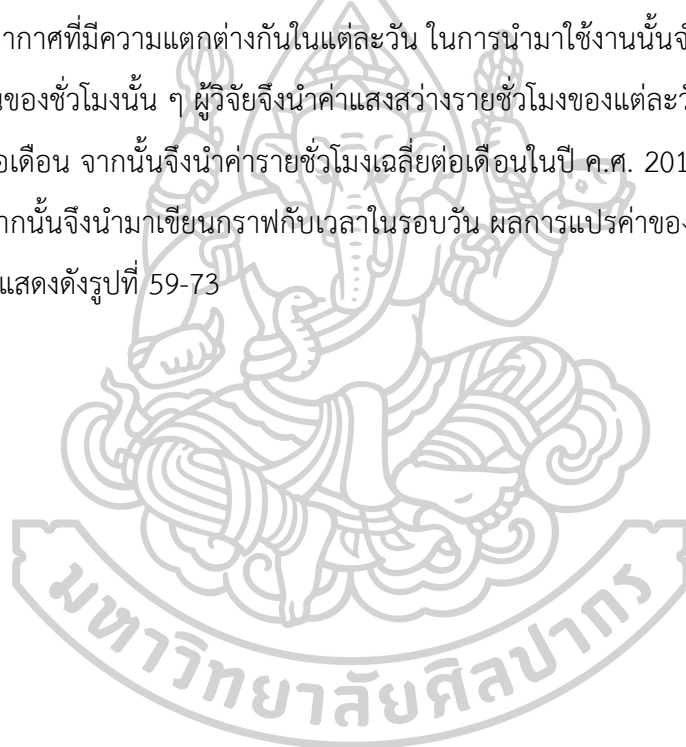 ากาศที่มีความแตกต่างกันในแต่ละวัน ในการนำมาใช้งานนั้นจ
ของชั่วโมงนั้น ๆ ผู้วิจัยจึงนำค่าแสงสว่างรายชั่วโมงของแต่ละวั
อเดือน จากนั้นจึงนำค่ารายชั่วโมงเฉลี่ยต่อเดือนในปี ค.ศ. 201
ากนั้นจึงนำมาเขียนกราฟกับเวลาในรอบวัน ผลการแปรค่าของ
แสดงดังรูปที่ 59-73
มหาวิทยาลัยศิลปากร